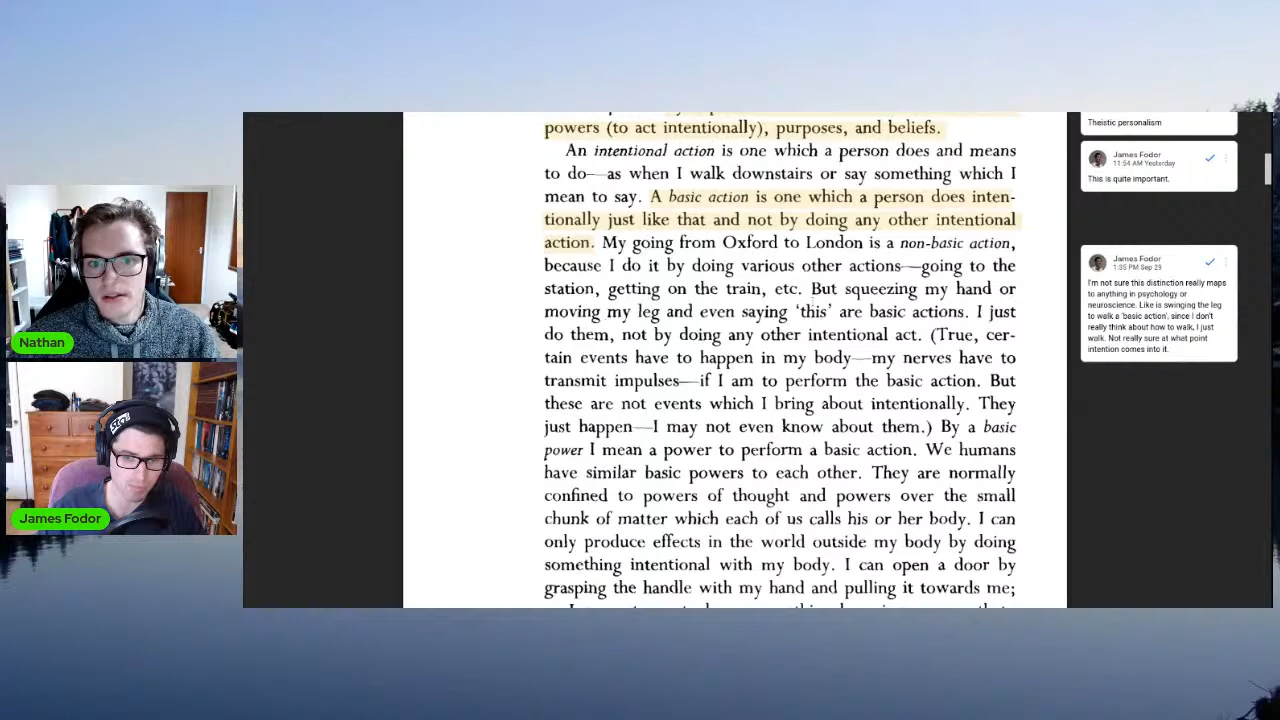 powers (to act intentionally), purposes, and beliefs.
An intentional action is one which a person does and means
to do—as when I walk downstairs or say something which I
mean to say. A basic action is one which a person does inten-
tionally just like that and not by doing any other intentional
action. My going from Oxford to London is a non-basic action,
because I do it by doing various other actions—going to the
station, getting on the train, etc. But squeezing my hand or
moving my leg and even saying ‘this’ are basic actions. I just
do them, not by doing any other intentional act. (True, cer-
tain events have to happen in my body—my nerves have to
transmit impulses—if I am to perform the basic action. But
these are not events which I bring about intentionally. They
just happen—I may not even know about them.) By a basic
power I mean a power to perform a basic action. We humans
have similar basic powers to each other. They are normally
confined to powers of thought and powers over the small
chunk of matter which each of us calls his or her body. I can
only produce effects in the world outside my body by doing
something intentional with my body. I can open a door by
grasping the handle with my hand and pulling it towards me;
Theistic personalism
James Fodor
11:54 AM Yesterday
This is quite important.
James Fodor
1:35 PM Sep 29
I'm not sure this distinction really maps
to anything in psychology or
neuroscience. Like is swinging the leg
to walk a 'basic action', since I don't
really think about how to walk, I just
walk. Not really sure at what point
intention comes into it.
Nathan
James Fodor